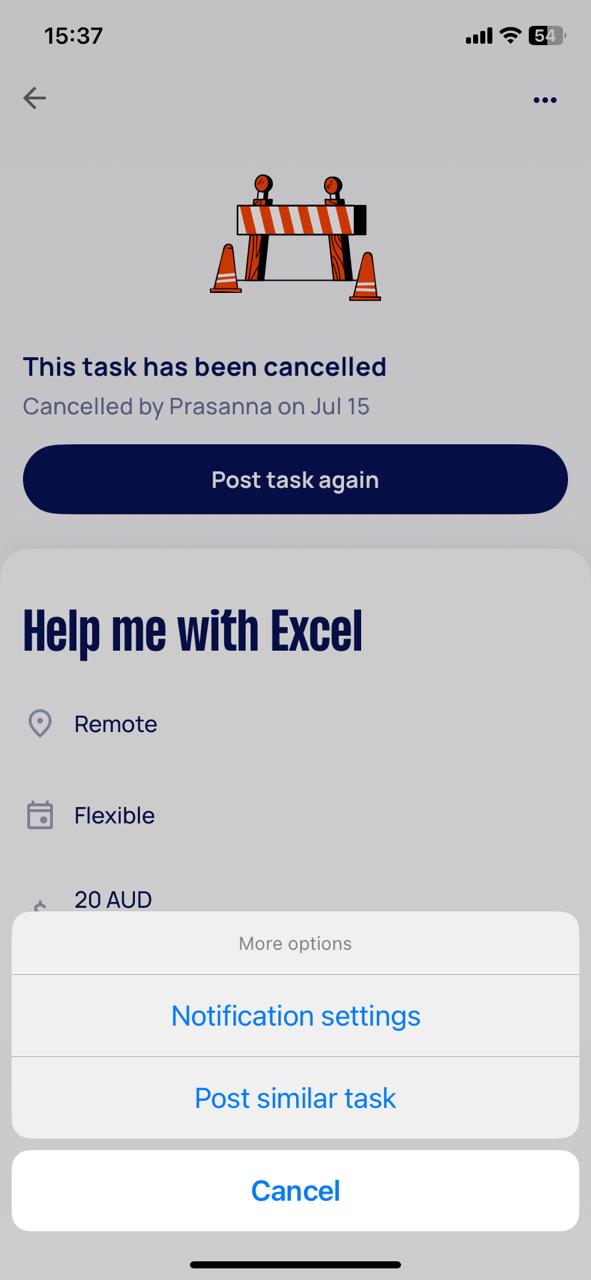 15:37
54
This task has been cancelled
Cancelled by Prasanna on Jul 15
Post task again
Help me with Excel
Remote
Flexible
20 AUD
More options
Notification settings
Post similar task
Cancel